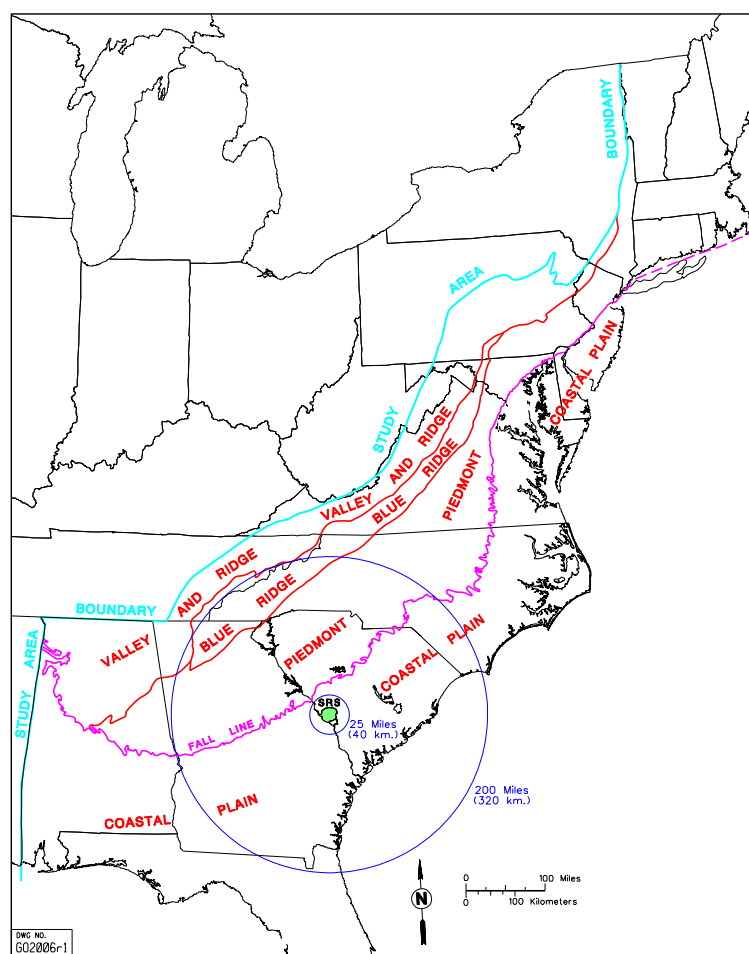 BOUNDARY
AREA
STUDY
COASTAL PLAIN
VALLEY AND RIDGE
BLUE RIDGE
PIEDMONT
VALLEY AND RIDGE
BLUE RIDGE
BOUNDARY
STUDY AREA
PIEDMONT
COASTAL PLAIN
SRS
25 Miles
(40 km.)
FALL LINE
200 Miles
(320 km.)
COASTAL PLAIN
N
0 100 Miles
0 100 Kilometers
DWG NO.
G02006r1